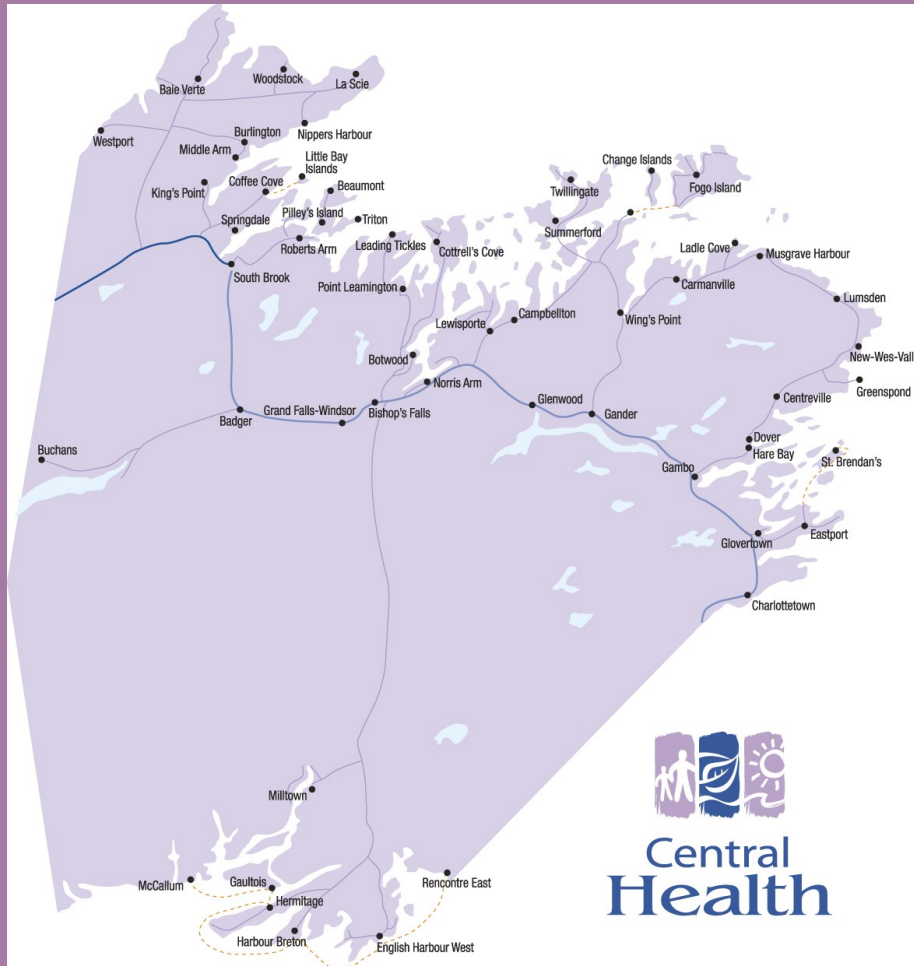 Baie Verte
Woodstock
La Scie
Westport
Burlington
Nippers Harbour
Middle Arm
Little Bay
Islands
Coffee Cove
King's Point
Beaumont
Change Islands
Fogo Island
Twillingate
Springdale
Pilley's Island
Triton
Summerford
Roberts Arm
Leading Tickles
Cottrell's Cove
Ladle Cove
Musgrave Harbour
South Brook
Point Leamington
Carmanville
Lumsden
Lewisporte
Campbellton
Wing's Point
Botwood
New-Wes-Vall
Norris Arm
Greenspond
Centreville
Badger
Grand Falls-Windsor
Bishop's Falls
Glenwood
Gander
Buchans
Dover
Hare Bay
St. Brendan's
Gambo
Glovertown
Eastport
Charlottetown
Milltown
McCallum
Gaultois
Rencontre East
Hermitage
Harbour Breton
English Harbour West
Central
Health